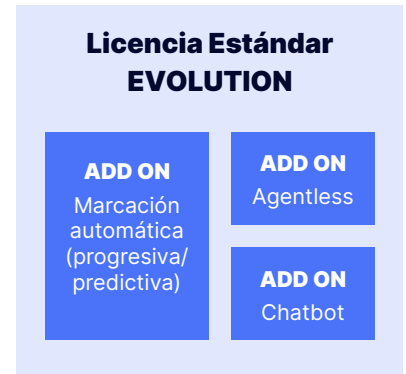 Licencia Estándar
EVOLUTION
ADD ON
Marcación
automática
(progresiva/
predictiva)
ADD ON
Agentless
ADD ON
Chatbot